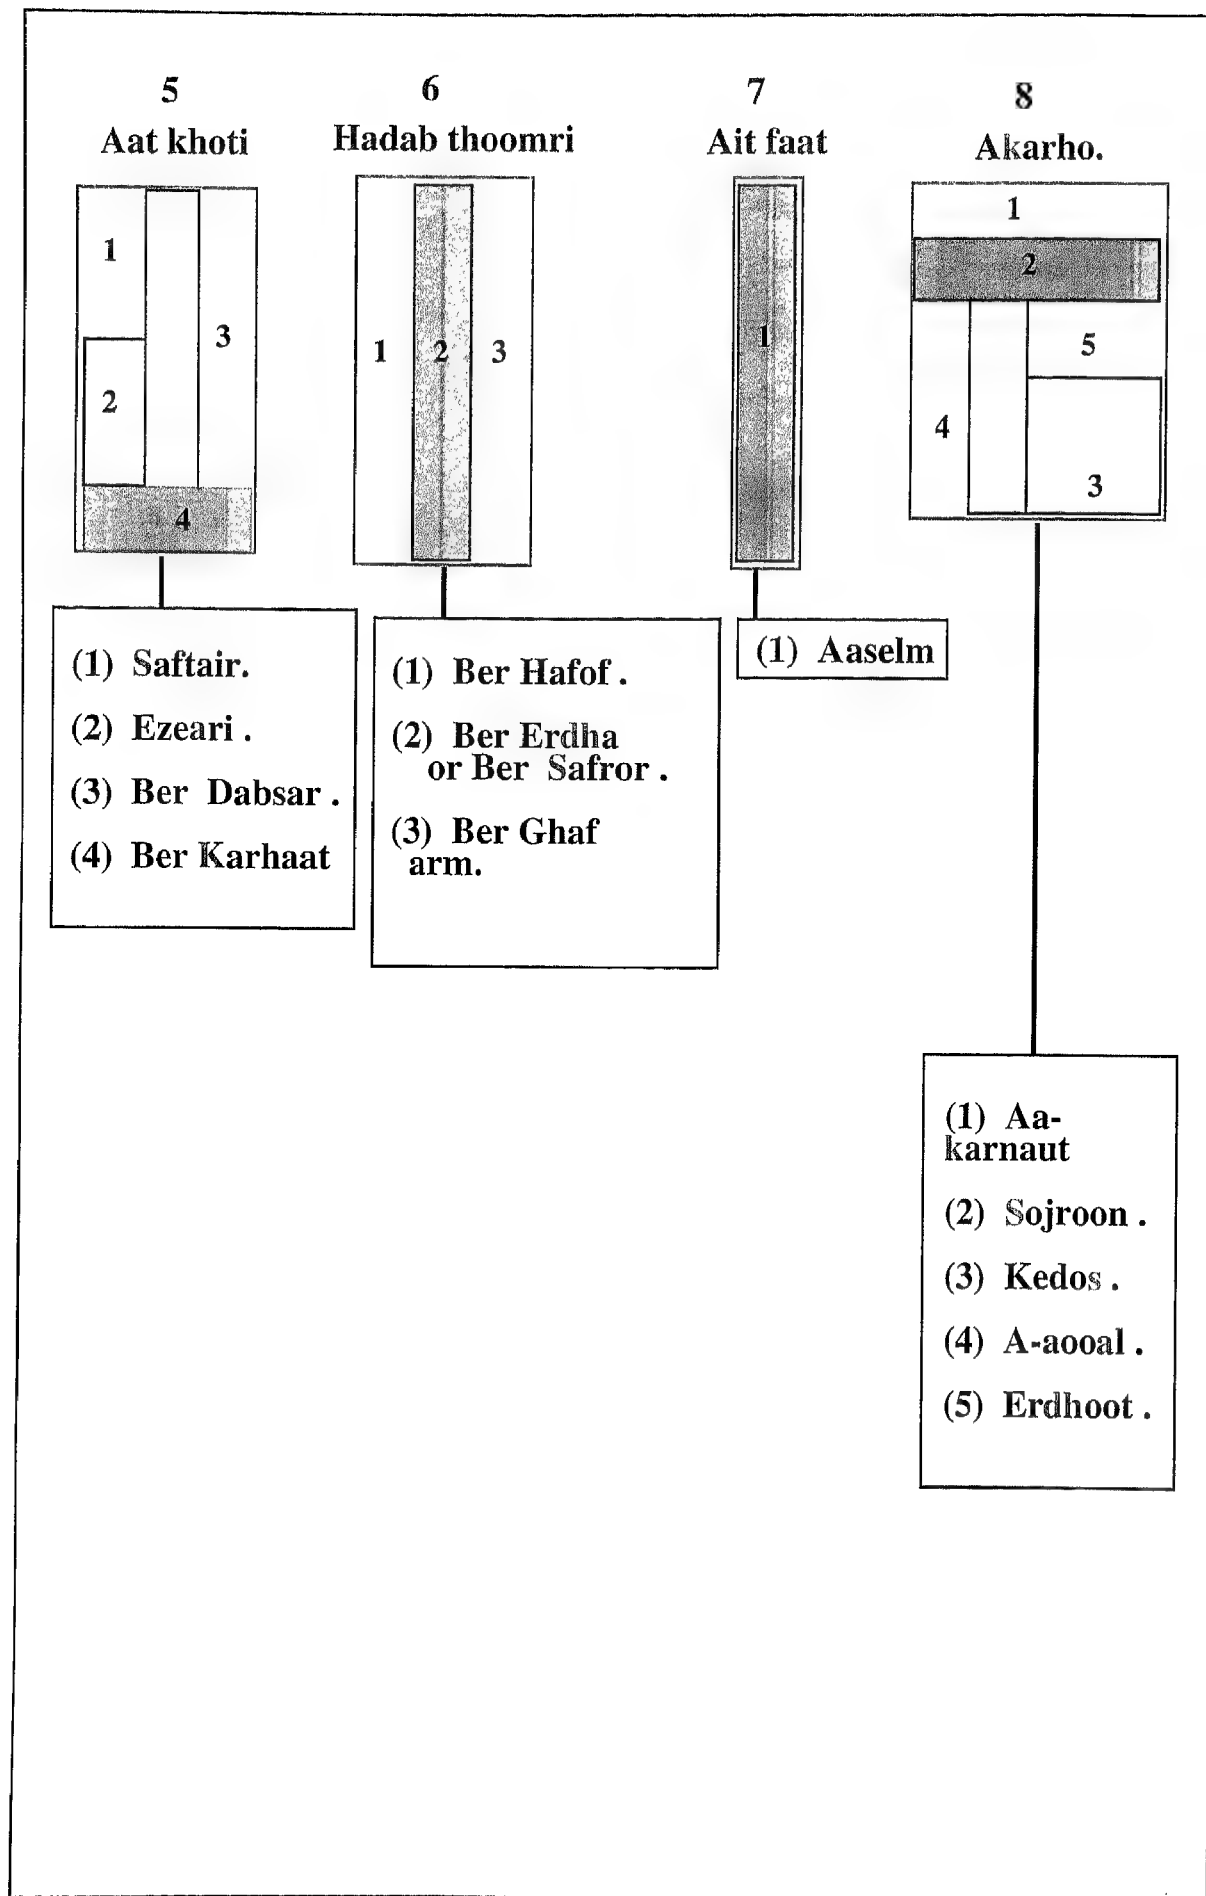 5
Aat khoti
1
2
3
4
(1) Saftair.
(2) Ezeari .
(3) Ber Dabsar .
(4) Ber Karhaat
6
Hadab thoomri
1 2 3
(1) Ber Hafof .
(2) Ber Erdha
or Ber Safror .
(3) Ber Ghaf
arm.
7
Ait faat
1
(1) Aaselm
8
Akarho.
1
2
5
4
3
(1) Aa-
karnaut
(2) Sojroon .
(3) Kedos .
(4) A-aooal .
(5) Erdhoot .